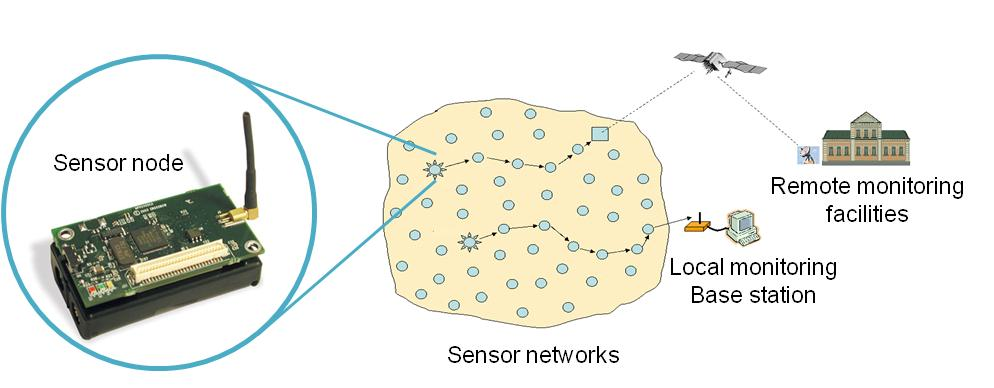 Sensor node
Remote monitoring
facilities
Local monitoring
Base station
Sensor networks